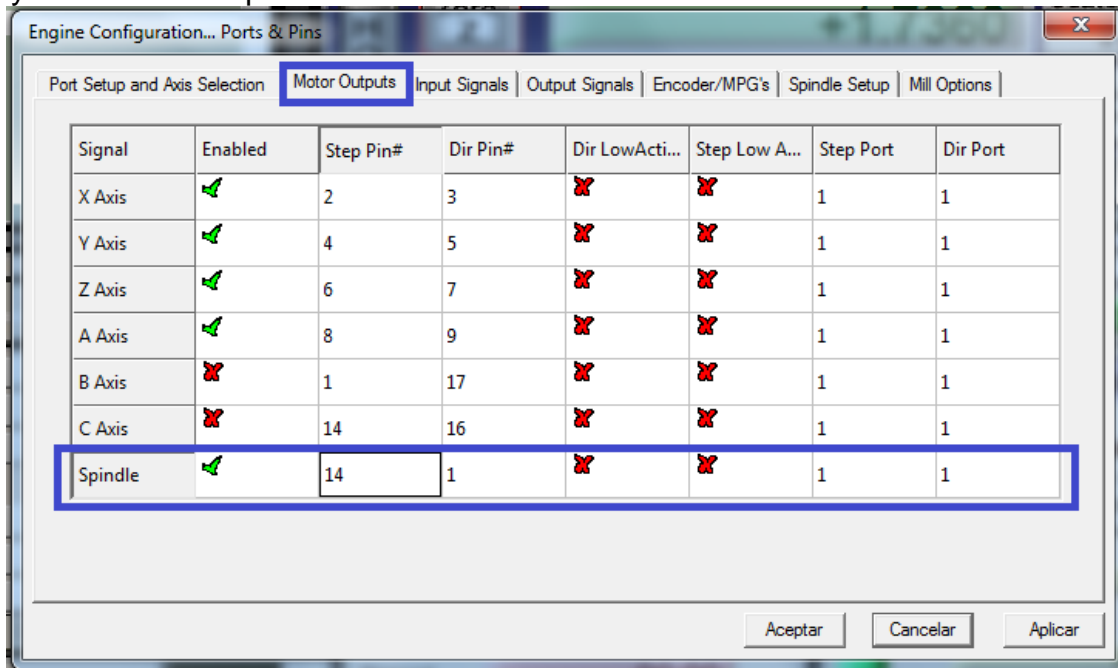 Engine Configuration... Ports & Pins
Port Setup and Axis Selection Motor Outputs Input Signals Output Signals Encoder/MPG's Spindle Setup Mill Options
Signal Enabled Step Pin# Dir Pin# Dir LowActi... Step Low A... Step Port Dir Port
X Axis 2 3 1 1
Y Axis 4 5 1 1
Z Axis 6 7 1 1
A Axis 8 9 1 1
B Axis 1 17 1 1
C Axis 14 16 1 1
Spindle 14 1 1 1
Aceptar Cancelar Aplicar